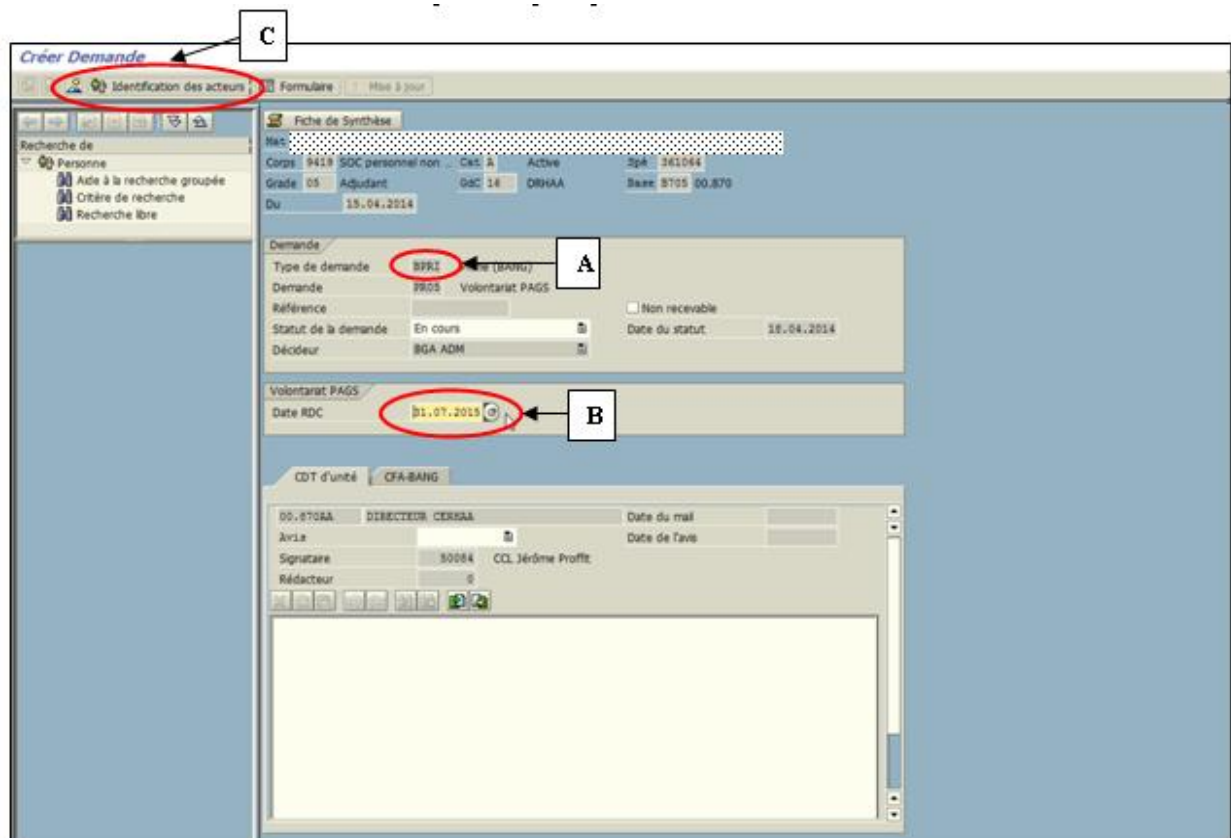 C
Créer Demande
Identification des acteurs Formulaire Mise à jour
Fiche de Synthèse
Recherche de
Mat
Personne
Corps 9419 SOC personnel non .. Cat A Active Spé 361064
Aide à la recherche groupée
Grade 05 Adjudant GdC 14 DRHAA Base B705 00.870
Critère de recherche
Du 15.04.2014
Recherche libre
Demande
A
Type de demande BPRI (BANG)
Demande PR05 Volontariat PAGS
Référence Non recevable
Statut de la demande En cours Date du statut 18.04.2014
Décideur BGA ADM
Volontariat PAGS
Date RDC 01.07.2015
B
CDT d'unité CFA-BANG
00.870AA DIRECTEUR CERHAA Date du mail
Avis Date de l'avis
Signataire 50084 CCL Jérôme Proffit
Rédacteur 0